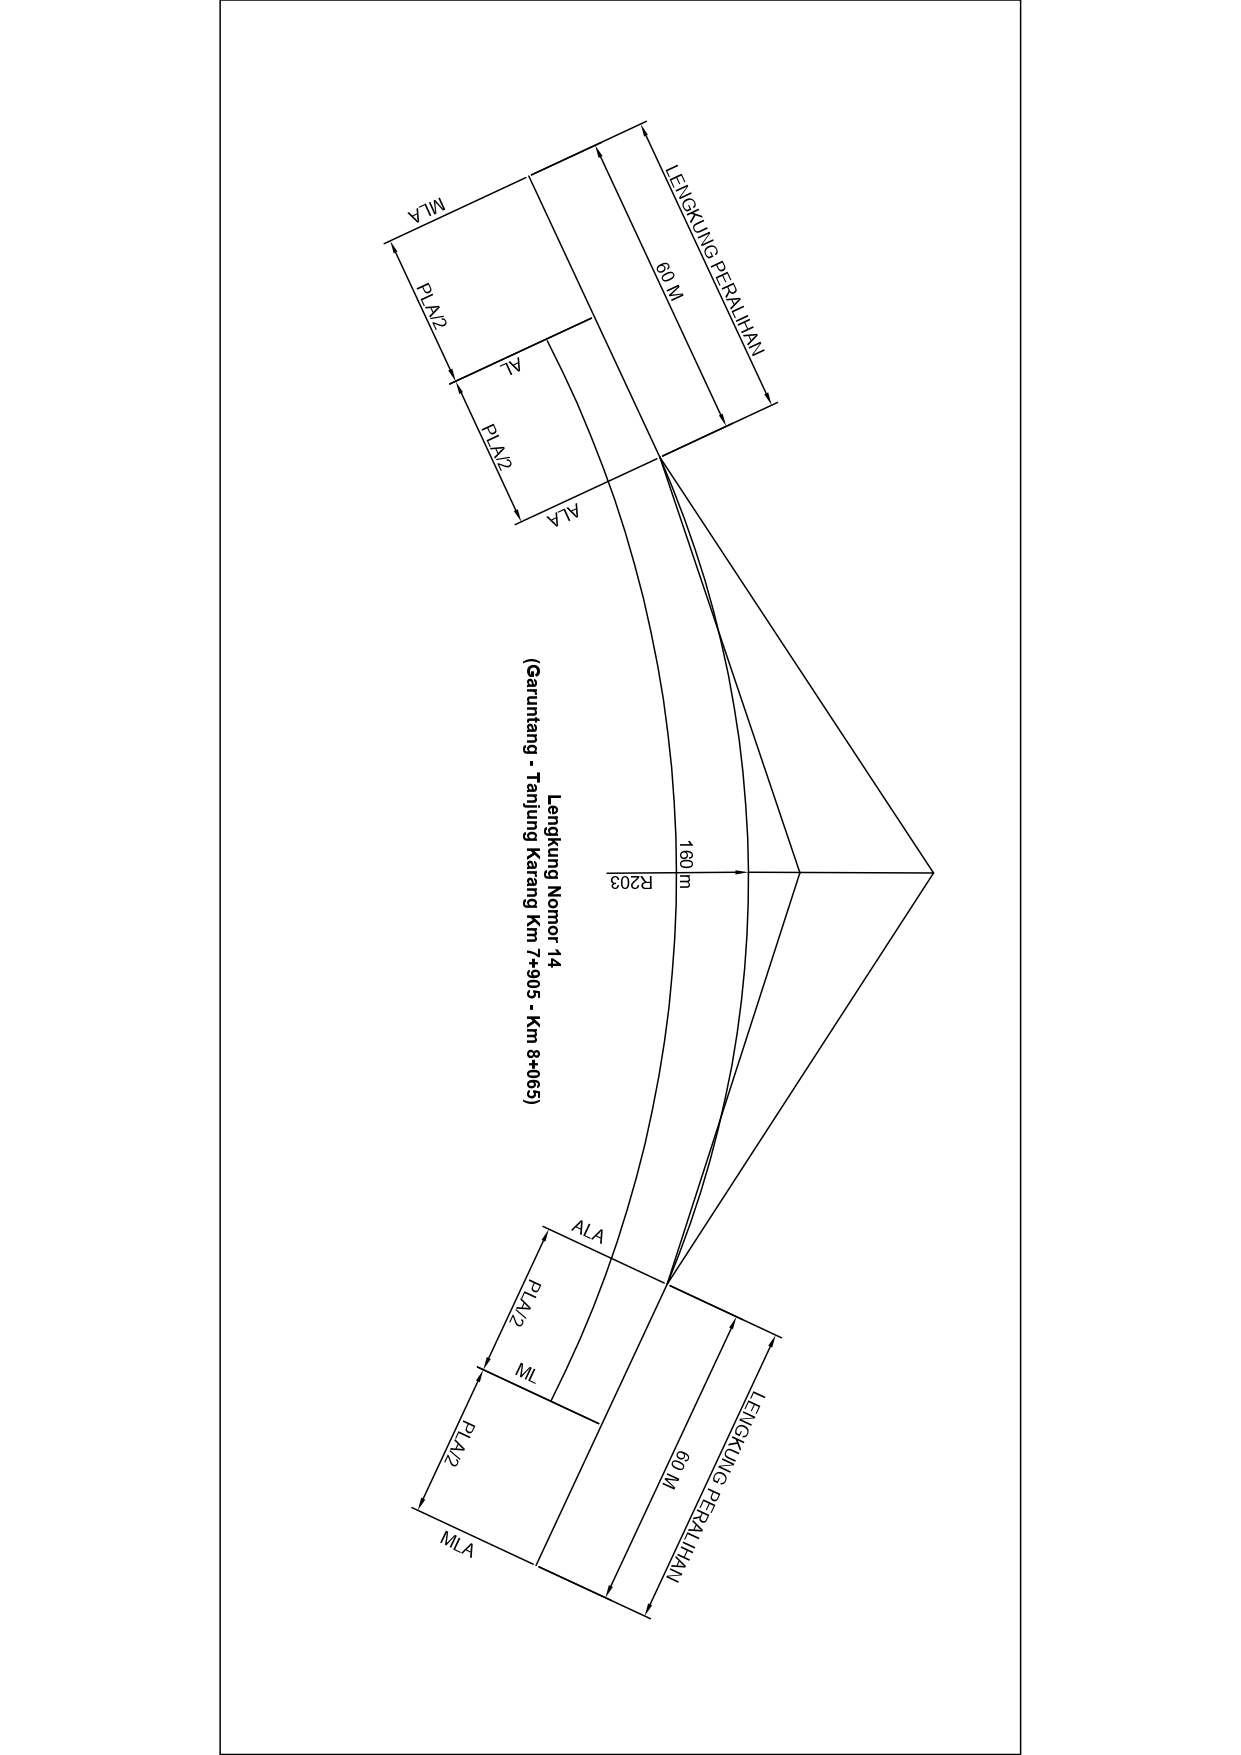 MLA
PLA/2
AL
PLA/2
ALA
LENGKUNG PERALIHAN
60 M
160 m
R203
Lengkung Nomor 14
(Garuntang - Tanjung Karang Km 7+905 - Km 8+065)
ALA
PLA/2
ML
PLA/2
MLA
60 M
LENGKUNG PERALIHAN